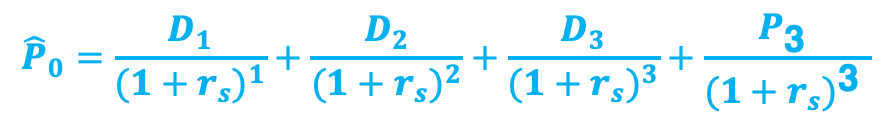 P̂₀ = D₁/(1 + rₛ)¹ + D₂/(1 + rₛ)² + D₃/(1 + rₛ)³ + P₃/(1 + rₛ)³